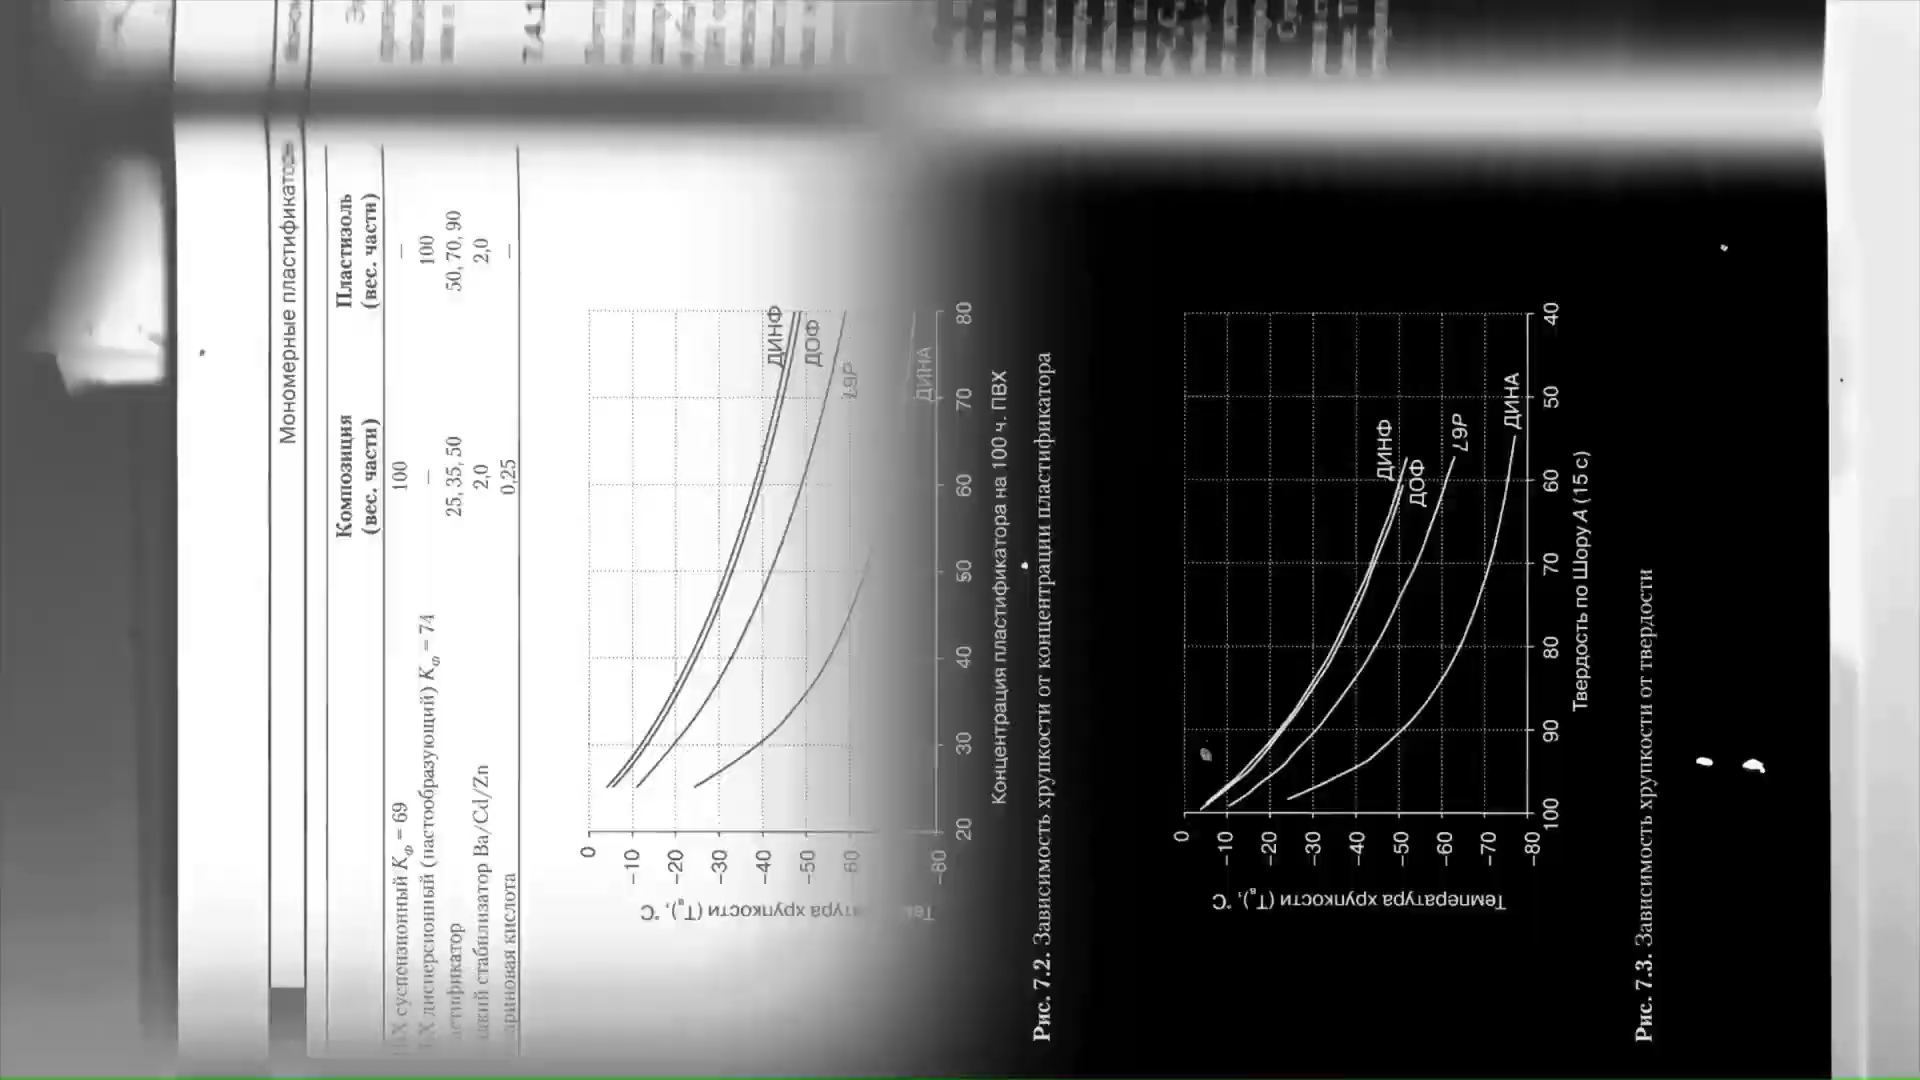 Мономерные пластификаторы
Композиция Пластизоль
(вес. части) (вес. части)
суспензионный Kф = 69 100 –
дисперсионный (пастообразующий) Kф = 74 – 100
25, 35, 50 50, 70, 90
стабилизатор Ba/Cd/Zn 2,0 2,0
кислота 0,25 –
0
–10
–20
–30
–40
–50
60
–80
(Tв), °C
ДИНФ
ДОФ
L9P
ДИНА
20 30 40 50 60 70 80
Концентрация пластификатора на 100 ч. ПВХ
Рис. 7.2. Зависимость хрупкости от концентрации пластификатора
Температура хрупкости (Tв), °C
0
–10
–20
–30
–40
–50
–60
–70
–80
ДИНФ
ДОФ
L9P
ДИНА
100 90 80 70 60 50 40
Твердость по Шору A (15 с)
Рис. 7.3. Зависимость хрупкости от твердости